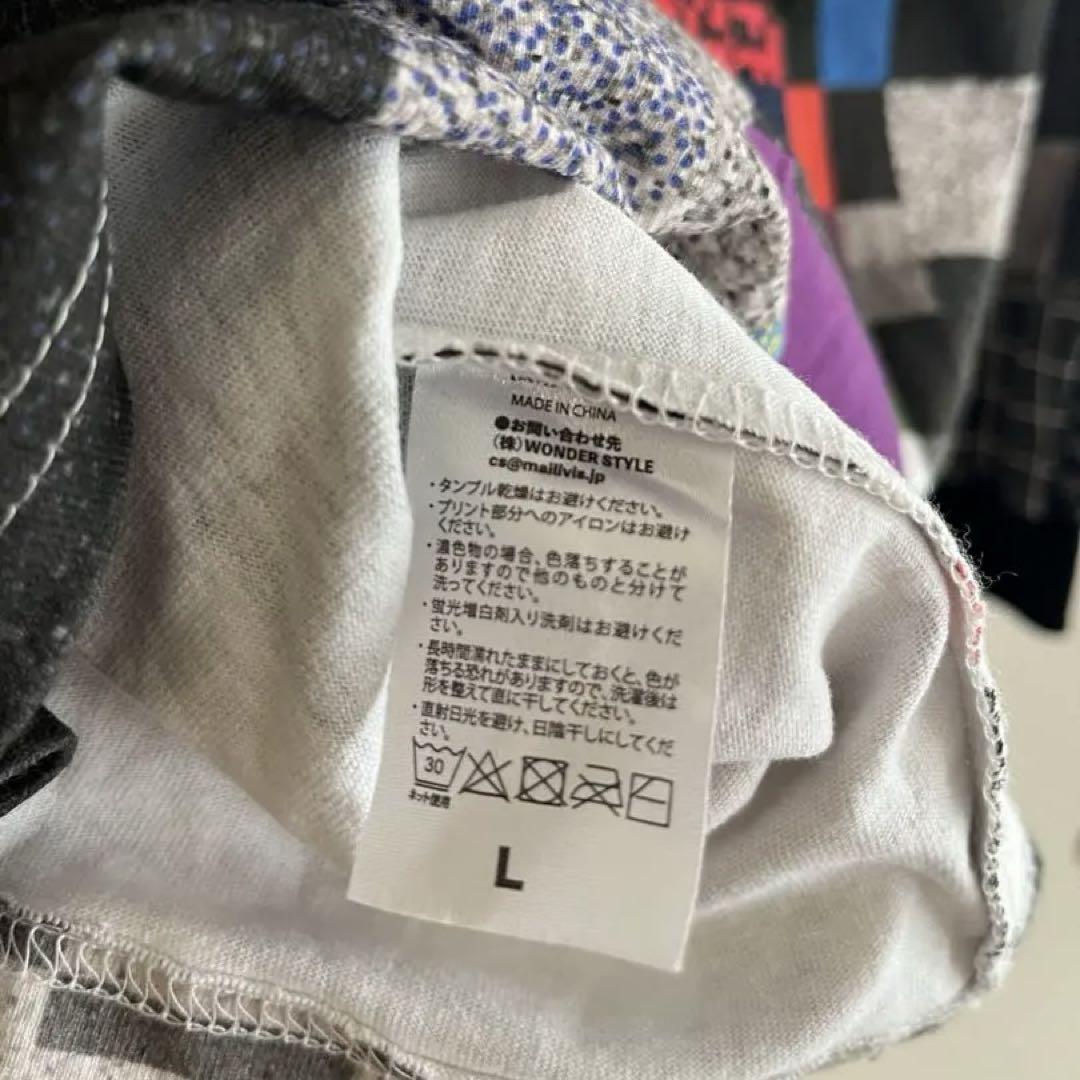 MADE IN CHINA
●お問い合わせ先
(株)WONDER STYLE
cs@mailivis.jp
・タンブル乾燥はお避けください。
・プリント部分へのアイロンはお避け
ください。
・濃色物の場合、色落ちすることが
ありますので他のものと分けて
洗ってください。
・蛍光増白剤入り洗剤はお避けくだ
さい。
・長時間濡れたままにしておくと、色が
落ちる恐れがありますので、洗濯後は
形を整えて直に干してください。
・直射日光を避け、日陰干しにしてくだ
さい。
30
ネット使用
L